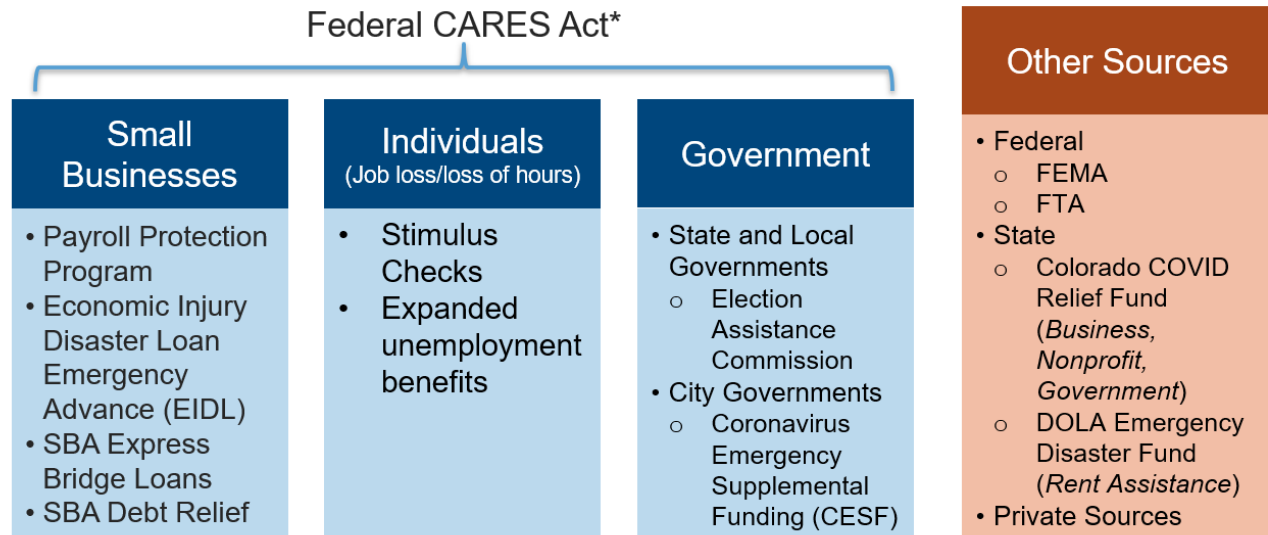 Federal CARES Act*
Small
Businesses
• Payroll Protection
Program
• Economic Injury
Disaster Loan
Emergency
Advance (EIDL)
• SBA Express
Bridge Loans
• SBA Debt Relief
Individuals
(Job loss/loss of hours)
• Stimulus
Checks
• Expanded
unemployment
benefits
Government
• State and Local
Governments
o Election
Assistance
Commission
• City Governments
o Coronavirus
Emergency
Supplemental
Funding (CESF)
Other Sources
• Federal
o FEMA
o FTA
• State
o Colorado COVID
Relief Fund
(Business,
Nonprofit,
Government)
o DOLA Emergency
Disaster Fund
(Rent Assistance)
• Private Sources